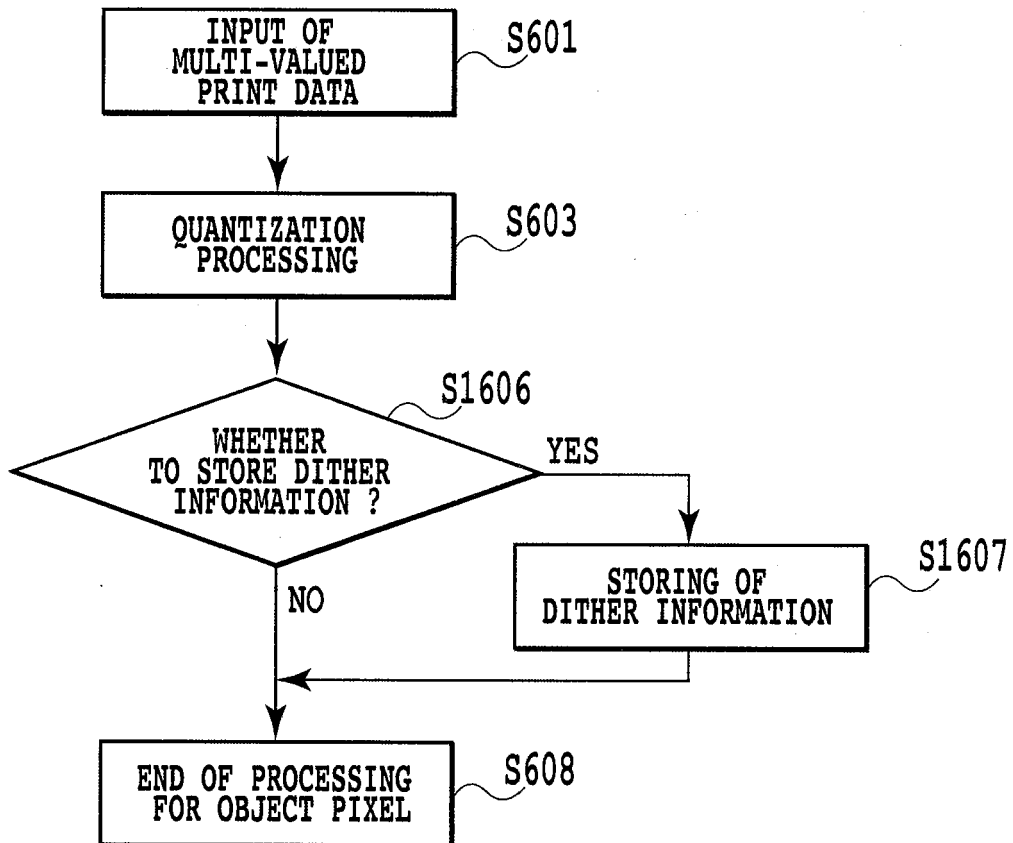 INPUT OF
MULTI-VALUED
PRINT DATA
S601
QUANTIZATION
PROCESSING
S603
S1606
WHETHER
TO STORE DITHER
INFORMATION ?
YES
NO
STORING OF
DITHER INFORMATION
S1607
END OF PROCESSING
FOR OBJECT PIXEL
S608